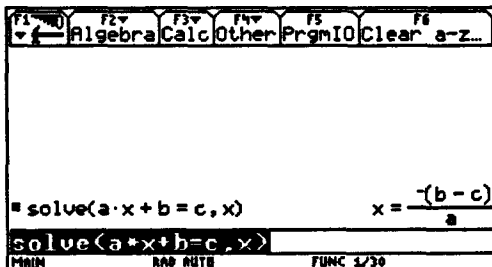 F1 F2 F3 F4 F5 F6
Algebra Calc Other PrgmIO Clear a-z…
▪ solve(a·x + b = c, x) x = -(b - c) / a
solve(a*x+b=c,x)
MAIN RAD AUTO FUNC 1/30